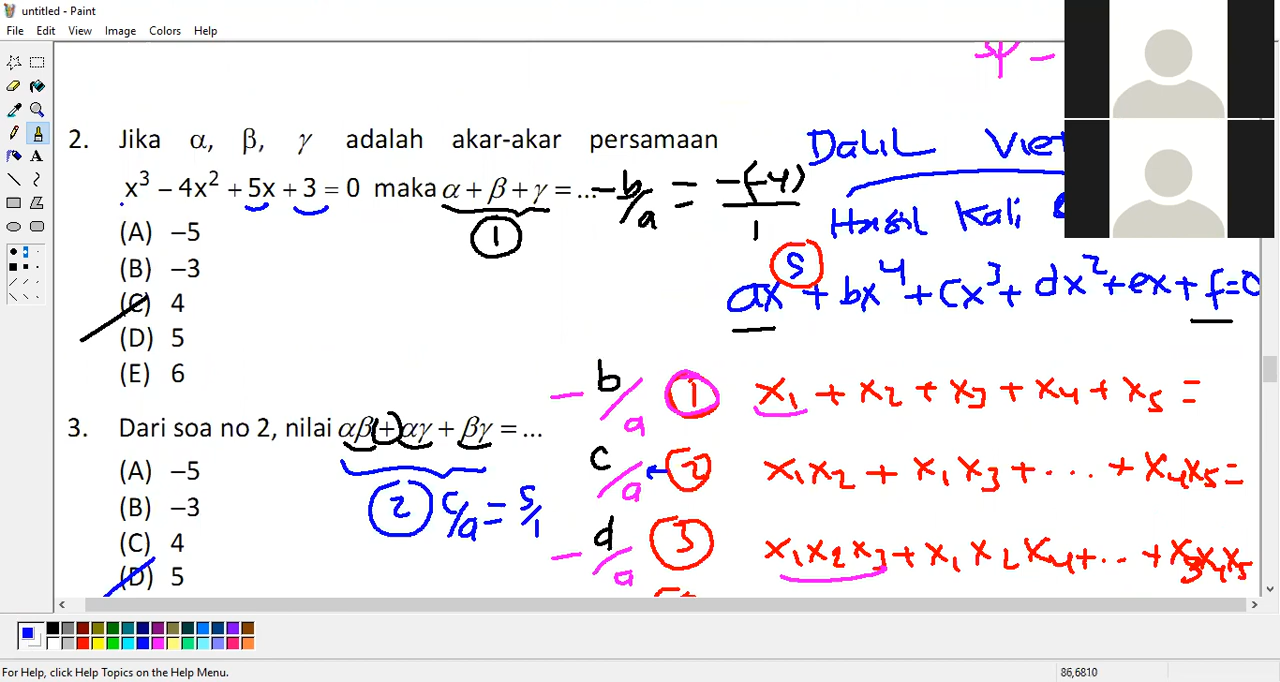 untitled - Paint
File Edit View Image Colors Help
2. Jika α, β, γ adalah akar-akar persamaan
x³ − 4x² + 5x + 3 = 0 maka α + β + γ = ... −b/a = −(−4)/1
①
(A) −5
(B) −3
(C) 4
(D) 5
(E) 6
Dalil Viet
Hasil Kali
ax⁵ + bx⁴ + cx³ + dx² + ex + f = 0
−b/a ① x₁ + x₂ + x₃ + x₄ + x₅ =
c/a ← ② x₁x₂ + x₁x₃ + ... + x₄x₅ =
−d/a ③ x₁x₂x₃ + x₁x₂x₄ + ... + x₃x₄x₅
3. Dari soa no 2, nilai αβ + αγ + βγ = ...
② c/a = 5/1
(A) −5
(B) −3
(C) 4
(D) 5
For Help, click Help Topics on the Help Menu.
86,6810